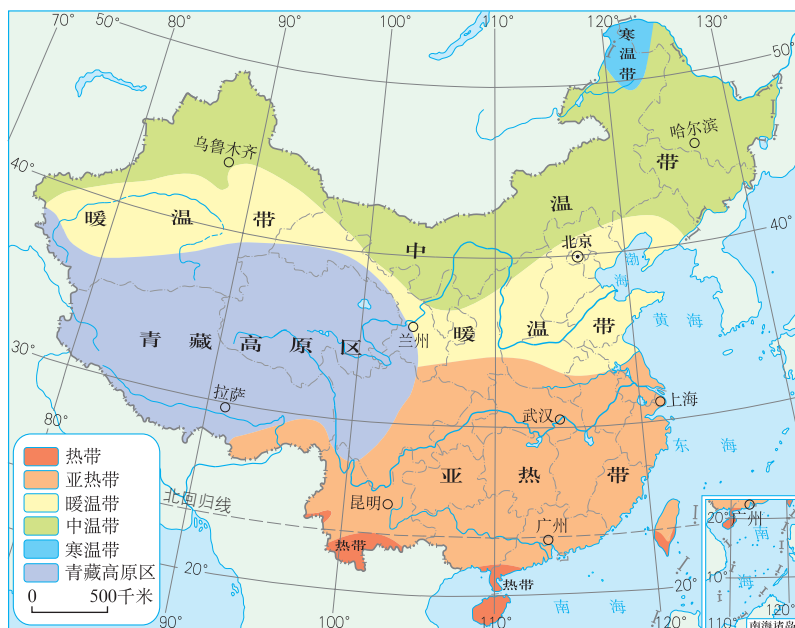 70°
50°
80°
90°
100°
110°
120°
130°
50°
寒温带
哈尔滨
带
乌鲁木齐
40°
温
暖 温 带
中
北京
40°
渤海
黄 海
青 藏 高 原 区
兰州
暖 温 带
30°
拉萨
上海
武汉
80°
东 海
亚 热 带
北回归线
昆明
广州
热带
热带
20°
20°
南 海
90°
100°
110°
120°
热带
亚热带
暖温带
中温带
寒温带
青藏高原区
0 500千米
20°
广州
南
海
10°
10°
110°
120°
南海诸岛